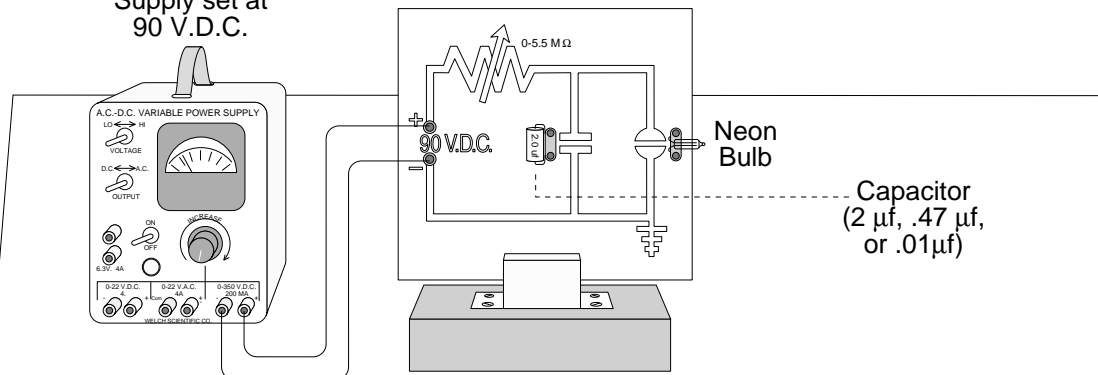 Supply set at
90 V.D.C.
0-5.5 M Ω
A.C.-D.C. VARIABLE POWER SUPPLY
LO HI
VOLTAGE
D.C. A.C.
OUTPUT
INCREASE
ON
OFF
6.3V. 4A
0-22 V.D.C.
4.
0-22 V.A.C.
4A
0-350 V.D.C.
200 MA
- + Com ± - +
WELCH SCIENTIFIC CO.
+
90 V.D.C.
-
2.0 uf
Neon
Bulb
Capacitor
(2 μf, .47 μf,
or .01μf)